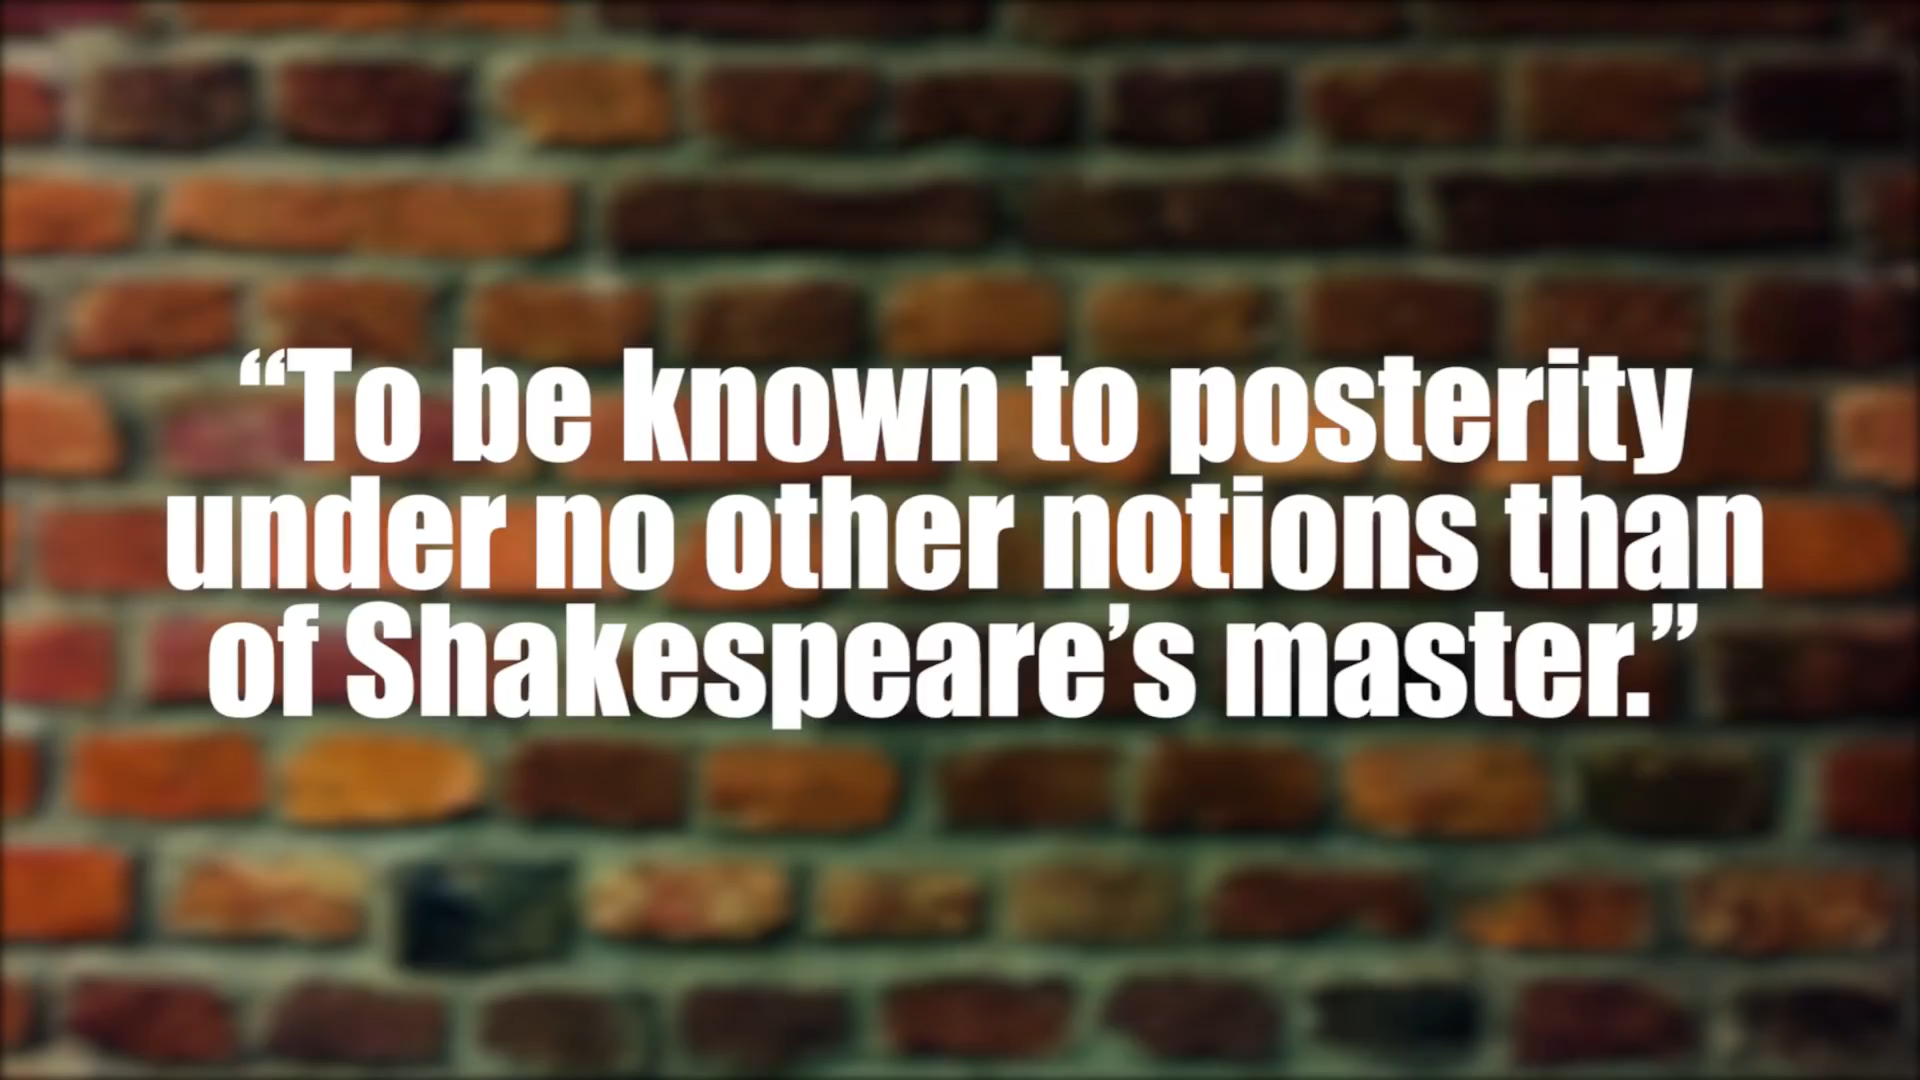 “To be known to posterity
under no other notions than
of Shakespeare’s master.”